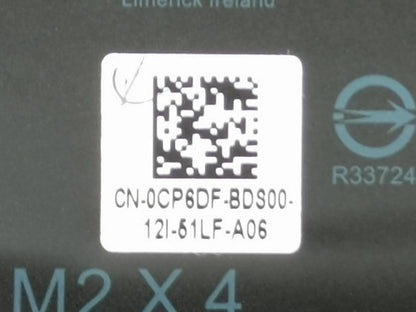 Limerick Ireland
CN-0CP6DF-BDS00-
12I-51LF-A06
R33724
M2 X 4